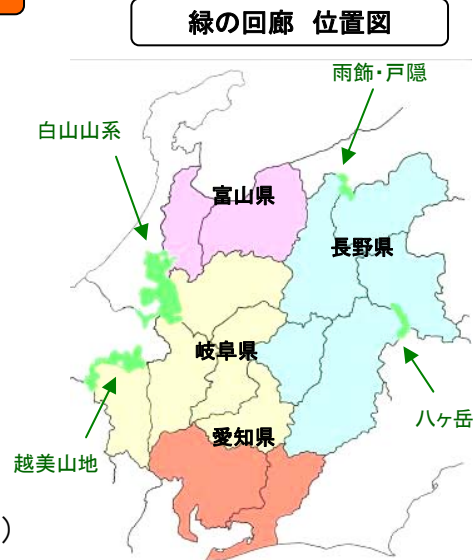 緑の回廊 位置図
雨飾・戸隠
白山山系
富山県
長野県
岐阜県
八ヶ岳
愛知県
越美山地
)